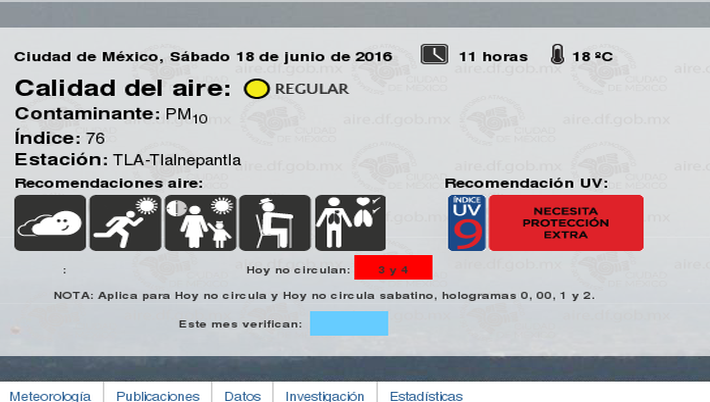 Ciudad de México, Sábado 18 de junio de 2016 11 horas 18 ºC
Calidad del aire: REGULAR
Contaminante: PM10
Índice: 76
Estación: TLA-Tlalnepantla
Recomendaciones aire: Recomendación UV:
ÍNDICE
UV
9
NECESITA
PROTECCIÓN
EXTRA
: Hoy no circulan: 3 y 4
NOTA: Aplica para Hoy no circula y Hoy no circula sabatino, hologramas 0, 00, 1 y 2.
Este mes verifican:
Meteorología Publicaciones Datos Investigación Estadísticas
aire.df.gob.mx
CIUDAD
DE MÉXICO